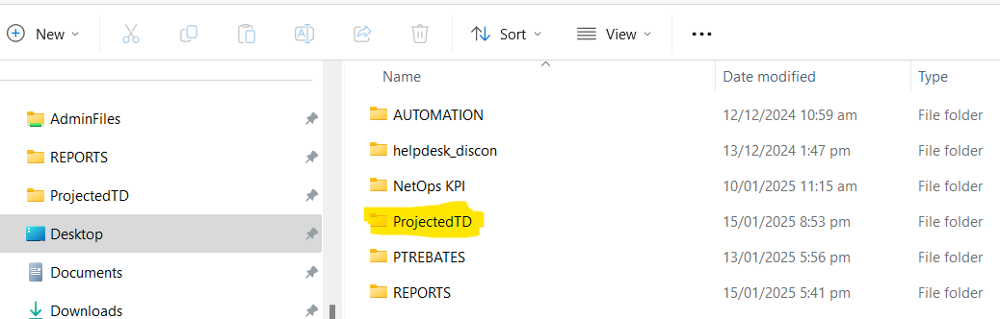 New Sort View
Name Date modified Type
AdminFiles
REPORTS
ProjectedTD
Desktop
Documents
Downloads
AUTOMATION 12/12/2024 10:59 am File folder
helpdesk_discon 13/12/2024 1:47 pm File folder
NetOps KPI 10/01/2025 11:15 am File folder
ProjectedTD 15/01/2025 8:53 pm File folder
PTREBATES 13/01/2025 5:56 pm File folder
REPORTS 15/01/2025 5:41 pm File folder